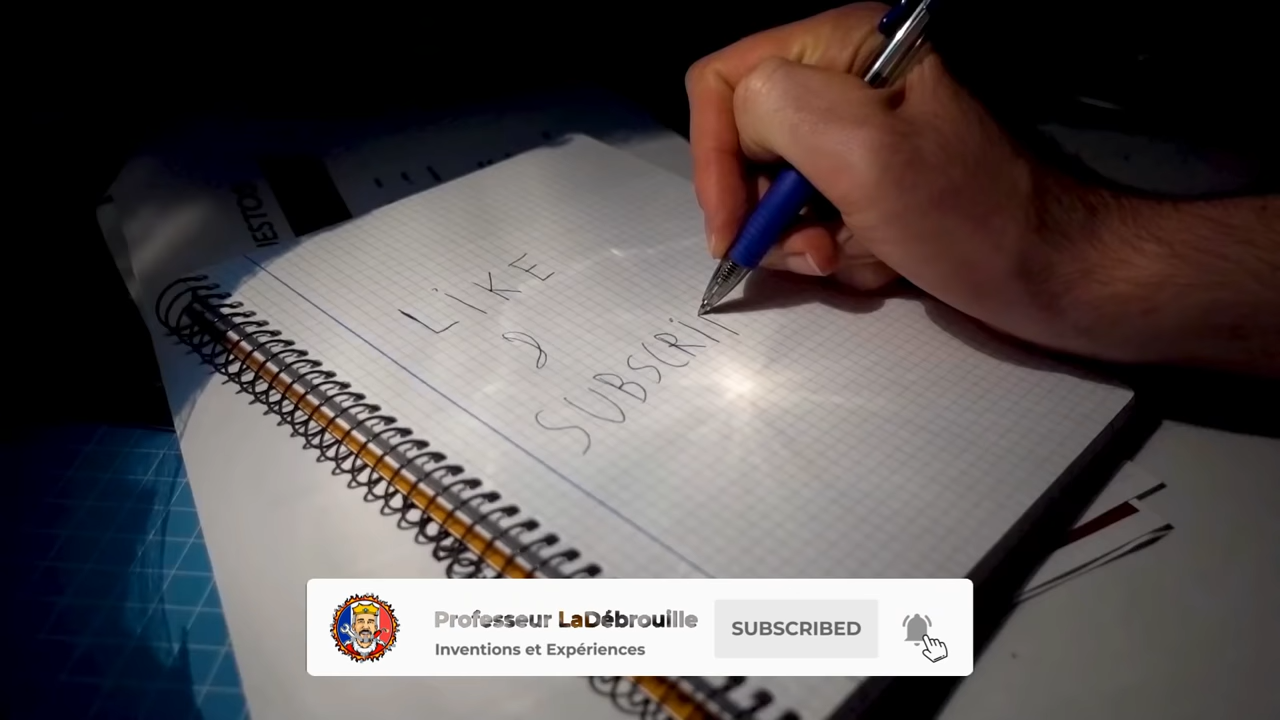 LiKE
&
SUBSCRi
Professeur LaDébrouille
Inventions et Expériences
SUBSCRIBED